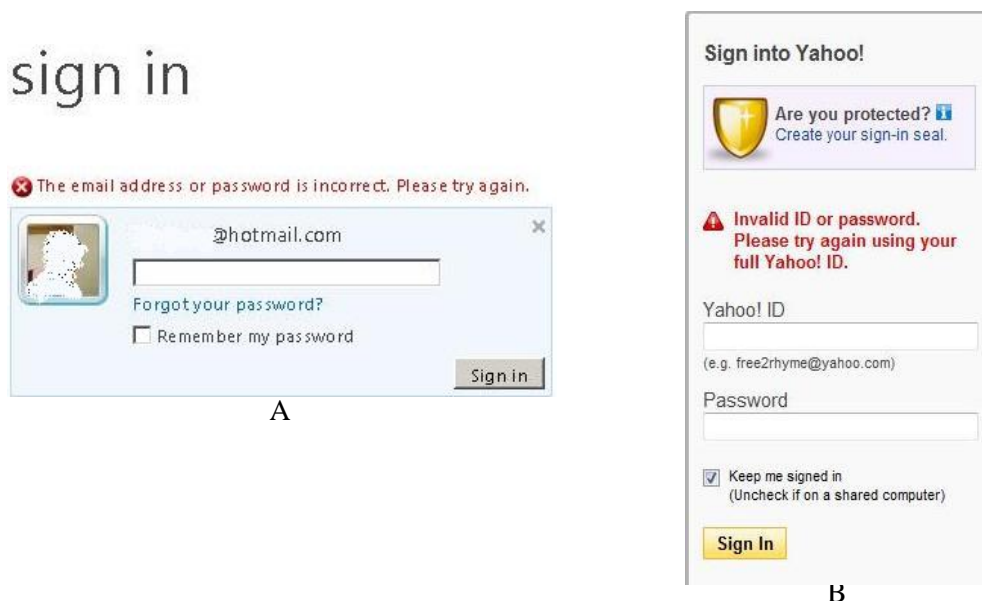 sign in
The email address or password is incorrect. Please try again.
@hotmail.com
Forgot your password?
Remember my password
Sign in
A
Sign into Yahoo!
Are you protected?
Create your sign-in seal.
Invalid ID or password.
Please try again using your
full Yahoo! ID.
Yahoo! ID
(e.g. free2rhyme@yahoo.com)
Password
Keep me signed in
(Uncheck if on a shared computer)
Sign In
B